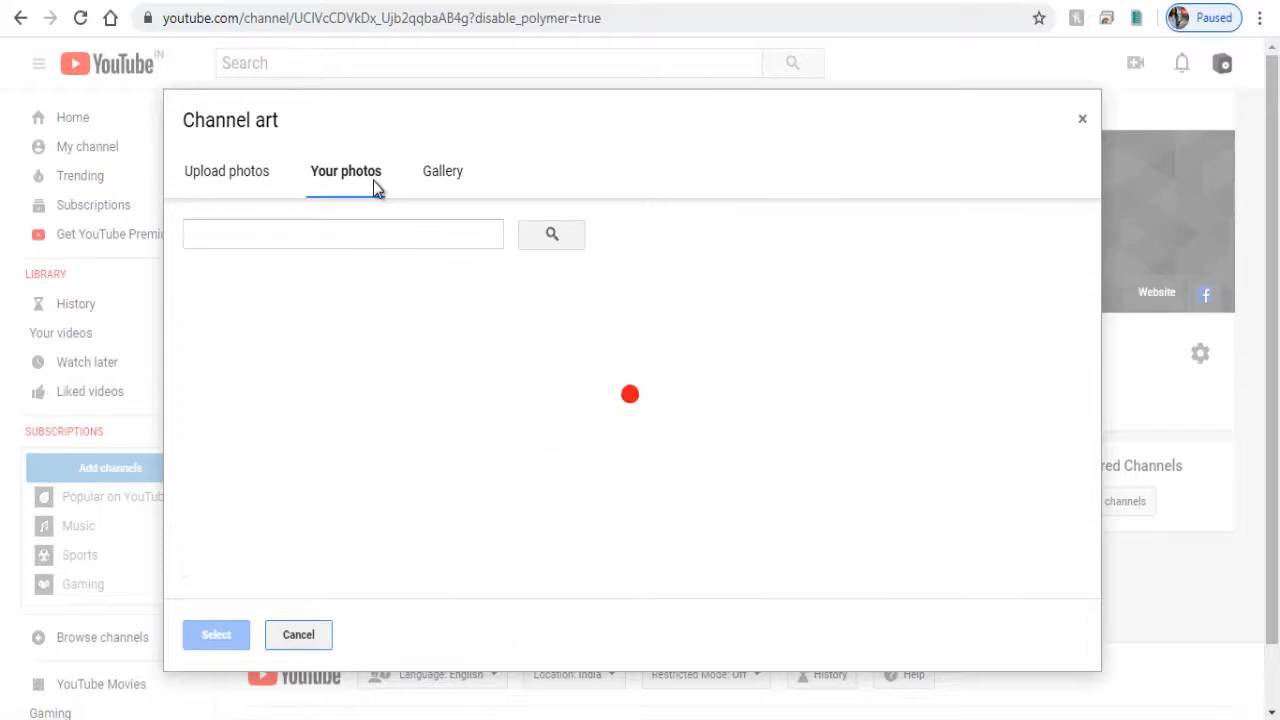 youtube.com/channel/UCIVcCDVkDx_Ujb2qqbaAB4g?disable_polymer=true
Paused
YouTube IN
Search
Channel art
Upload photos
Your photos
Gallery
Home
My channel
Trending
Subscriptions
Get YouTube Premi
LIBRARY
History
Your videos
Watch later
Liked videos
SUBSCRIPTIONS
Add channels
Popular on YouTub
Music
Sports
Gaming
Browse channels
YouTube Movies
Gaming
Website
red Channels
channels
Select
Cancel
YouTube
Language: English
Location: India
Restricted Mode: Off
History
Help